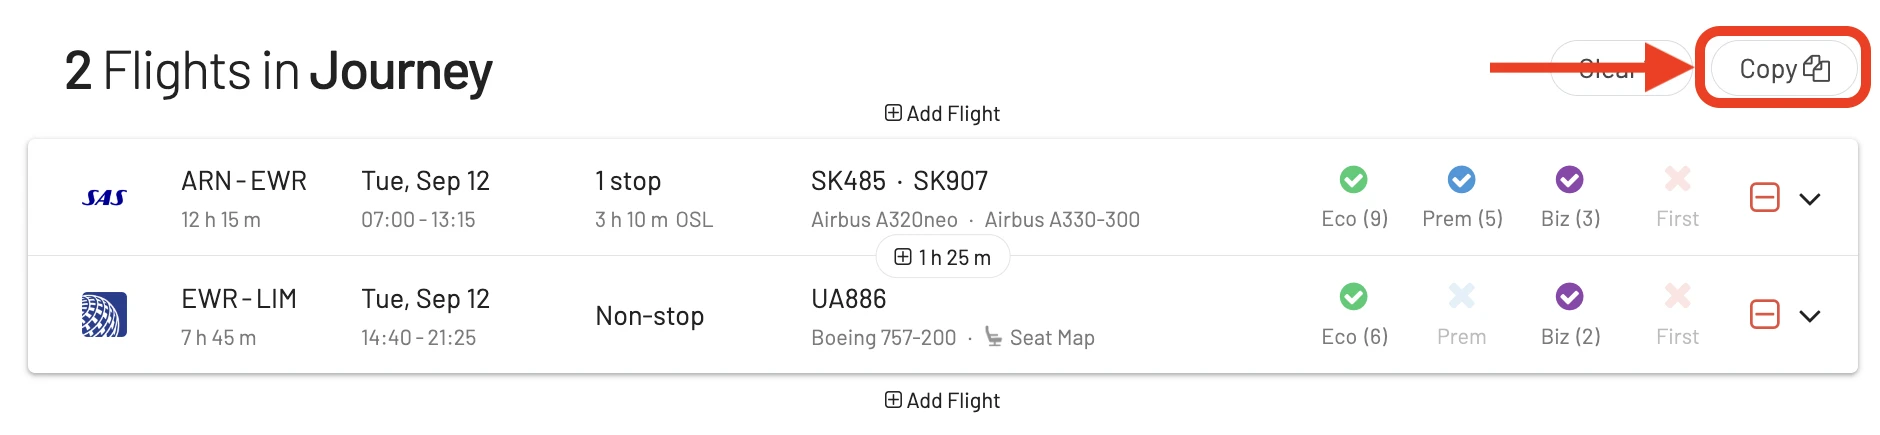 2 Flights in Journey
Clear
Copy
Add Flight
SAS
ARN-EWR
Tue, Sep 12
1 stop
SK485 · SK907
12 h 15 m
07:00-13:15
3 h 10 m OSL
Airbus A320neo · Airbus A330-300
Eco (9)
Prem (5)
Biz (3)
First
1 h 25 m
EWR-LIM
Tue, Sep 12
Non-stop
UA886
7 h 45 m
14:40-21:25
Boeing 757-200 · Seat Map
Eco (6)
Prem
Biz (2)
First
Add Flight